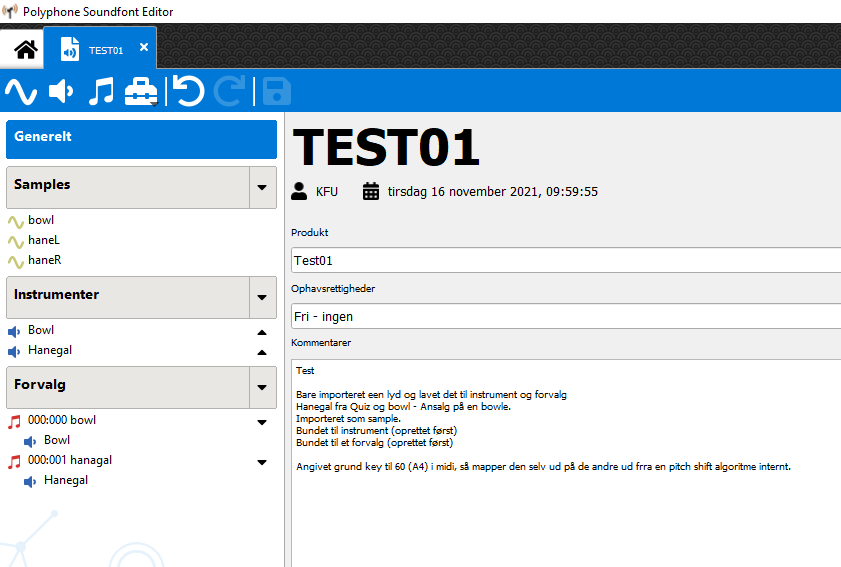 Polyphone Soundfont Editor
TEST01
Generelt
Samples
bowl
haneL
haneR
Instrumenter
Bowl
Hanegal
Forvalg
000:000 bowl
Bowl
000:001 hanagal
Hanegal
TEST01
KFU tirsdag 16 november 2021, 09:59:55
Produkt
Test01
Ophavsrettigheder
Fri - ingen
Kommentarer
Test
Bare importeret een lyd og lavet det til instrument og forvalg
Hanegal fra Quiz og bowl - Ansalg på en bowle.
Importeret som sample.
Bundet til instrument (oprettet først)
Bundet til et forvalg (oprettet først)
Angivet grund key til 60 (A4) i midi, så mapper den selv ud på de andre ud frra en pitch shift algoritme internt.